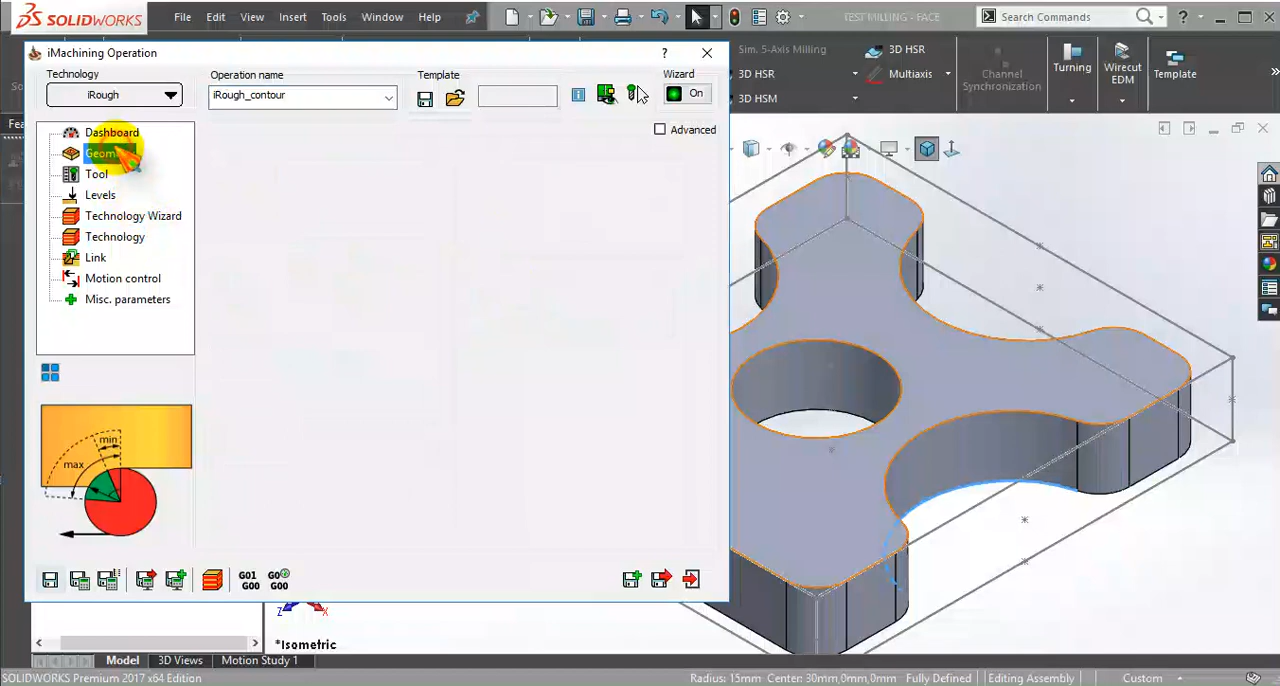 SOLIDWORKS
File Edit View Insert Tools Window Help
TEST MILLING - FACE
Search Commands
?
iMachining Operation
?
Technology
iRough
Operation name
iRough_contour
Template
Wizard
On
Advanced
Sim. 5-Axis Milling
3D HSR
3D HSM
3D HSR
Multiaxis
Channel
Synchronization
Turning
Wirecut
EDM
Template
»
Fea
Dashboard
Geom
Tool
Levels
Technology Wizard
Technology
Link
Motion control
Misc. parameters
min
max
G01
G00
G0
G00
Z
X
*Isometric
Model 3D Views Motion Study 1
SOLIDWORKS Premium 2017 x64 Edition
Radius: 15mm Center: 30mm,0mm,0mm Fully Defined Editing Assembly Custom